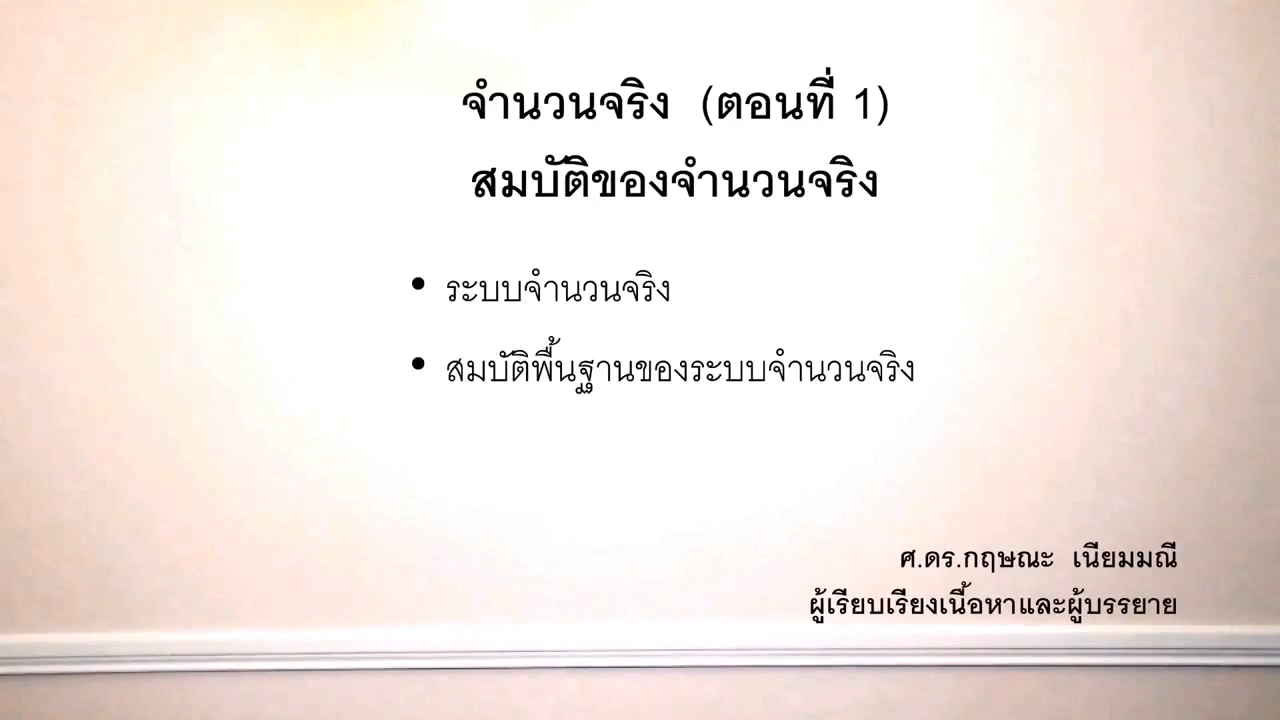 จำนวนจริง (ตอนที่ 1)
สมบัติของจำนวนจริง
• ระบบจำนวนจริง
• สมบัติพื้นฐานของระบบจำนวนจริง
ศ.ดร.กฤษณะ เนียมมณี
ผู้เรียบเรียงเนื้อหาและผู้บรรยาย